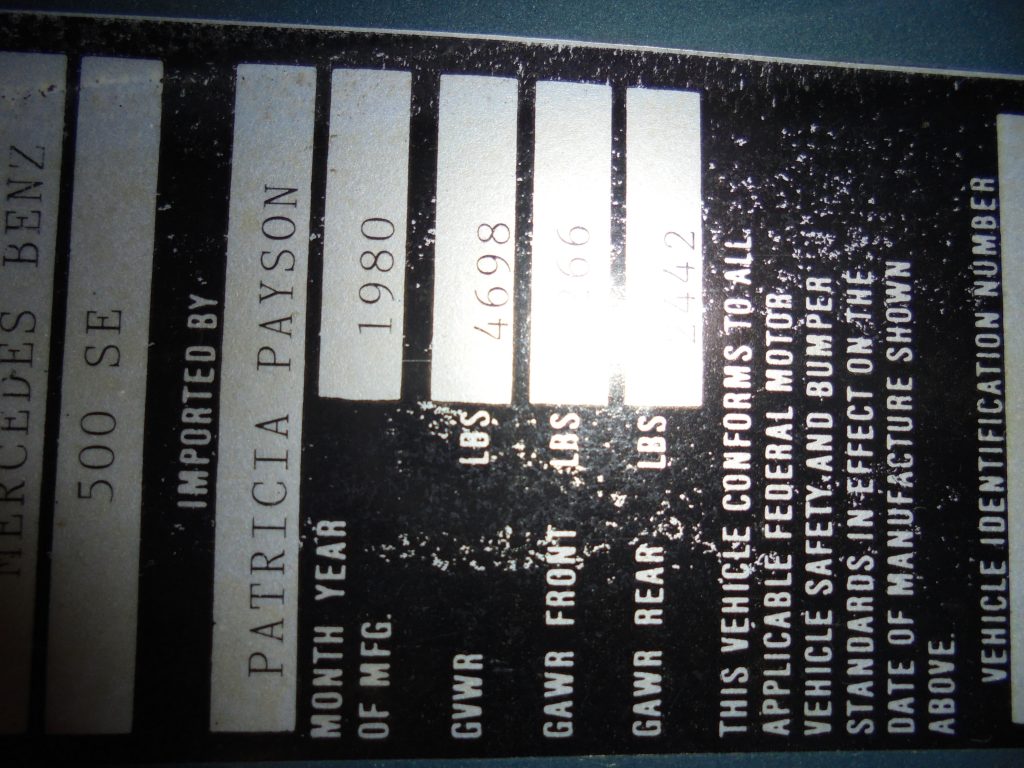 MERCEDES BENZ
500 SE
IMPORTED BY
PATRICIA PAYSON
MONTH YEAR 1980
OF MFG.
GVWR LBS 4698
GAWR FRONT LBS
GAWR REAR LBS 2442
THIS VEHICLE CONFORMS TO ALL
APPLICABLE FEDERAL MOTOR
VEHICLE SAFETY AND BUMPER
STANDARDS IN EFFECT ON THE
DATE OF MANUFACTURE SHOWN
ABOVE.
VEHICLE IDENTIFICATION NUMBER